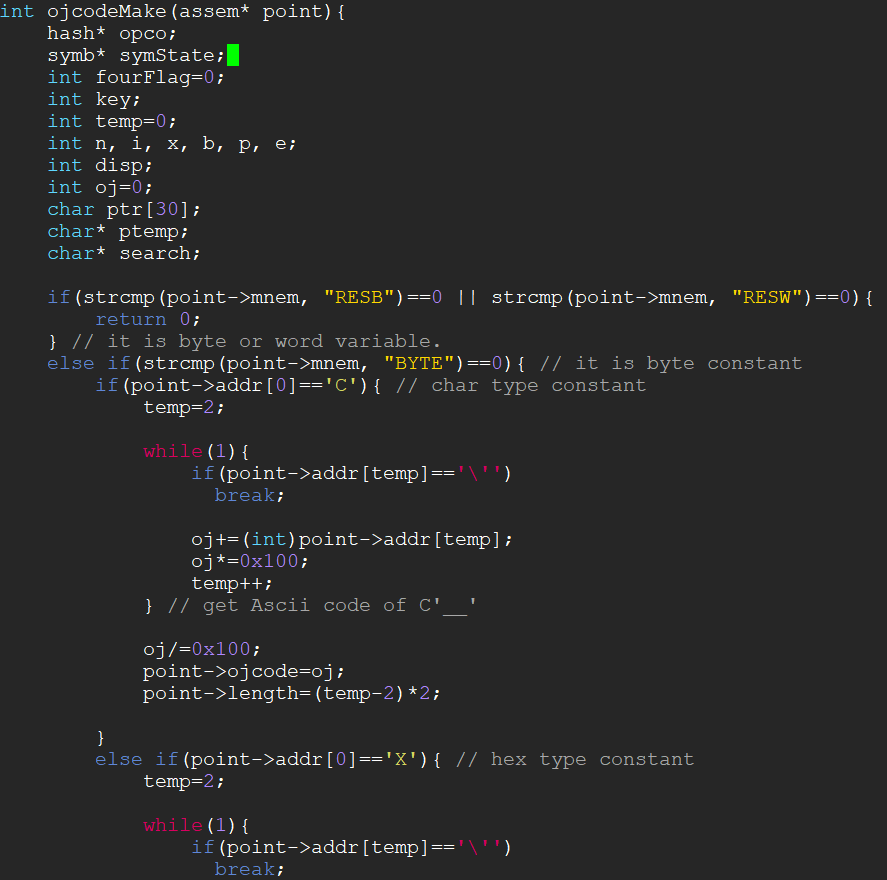 int ojcodeMake(assem* point){
    hash* opco;
    symb* symState;
    int fourFlag=0;
    int key;
    int temp=0;
    int n, i, x, b, p, e;
    int disp;
    int oj=0;
    char ptr[30];
    char* ptemp;
    char* search;

    if(strcmp(point->mnem, "RESB")==0 || strcmp(point->mnem, "RESW")==0){
        return 0;
    } // it is byte or word variable.
    else if(strcmp(point->mnem, "BYTE")==0){ // it is byte constant
        if(point->addr[0]=='C'){ // char type constant
            temp=2;

            while(1){
                if(point->addr[temp]=='\'')
                  break;

                oj+=(int)point->addr[temp];
                oj*=0x100;
                temp++;
            } // get Ascii code of C'__'

            oj/=0x100;
            point->ojcode=oj;
            point->length=(temp-2)*2;

        }
        else if(point->addr[0]=='X'){ // hex type constant
            temp=2;

            while(1){
                if(point->addr[temp]=='\'')
                  break;